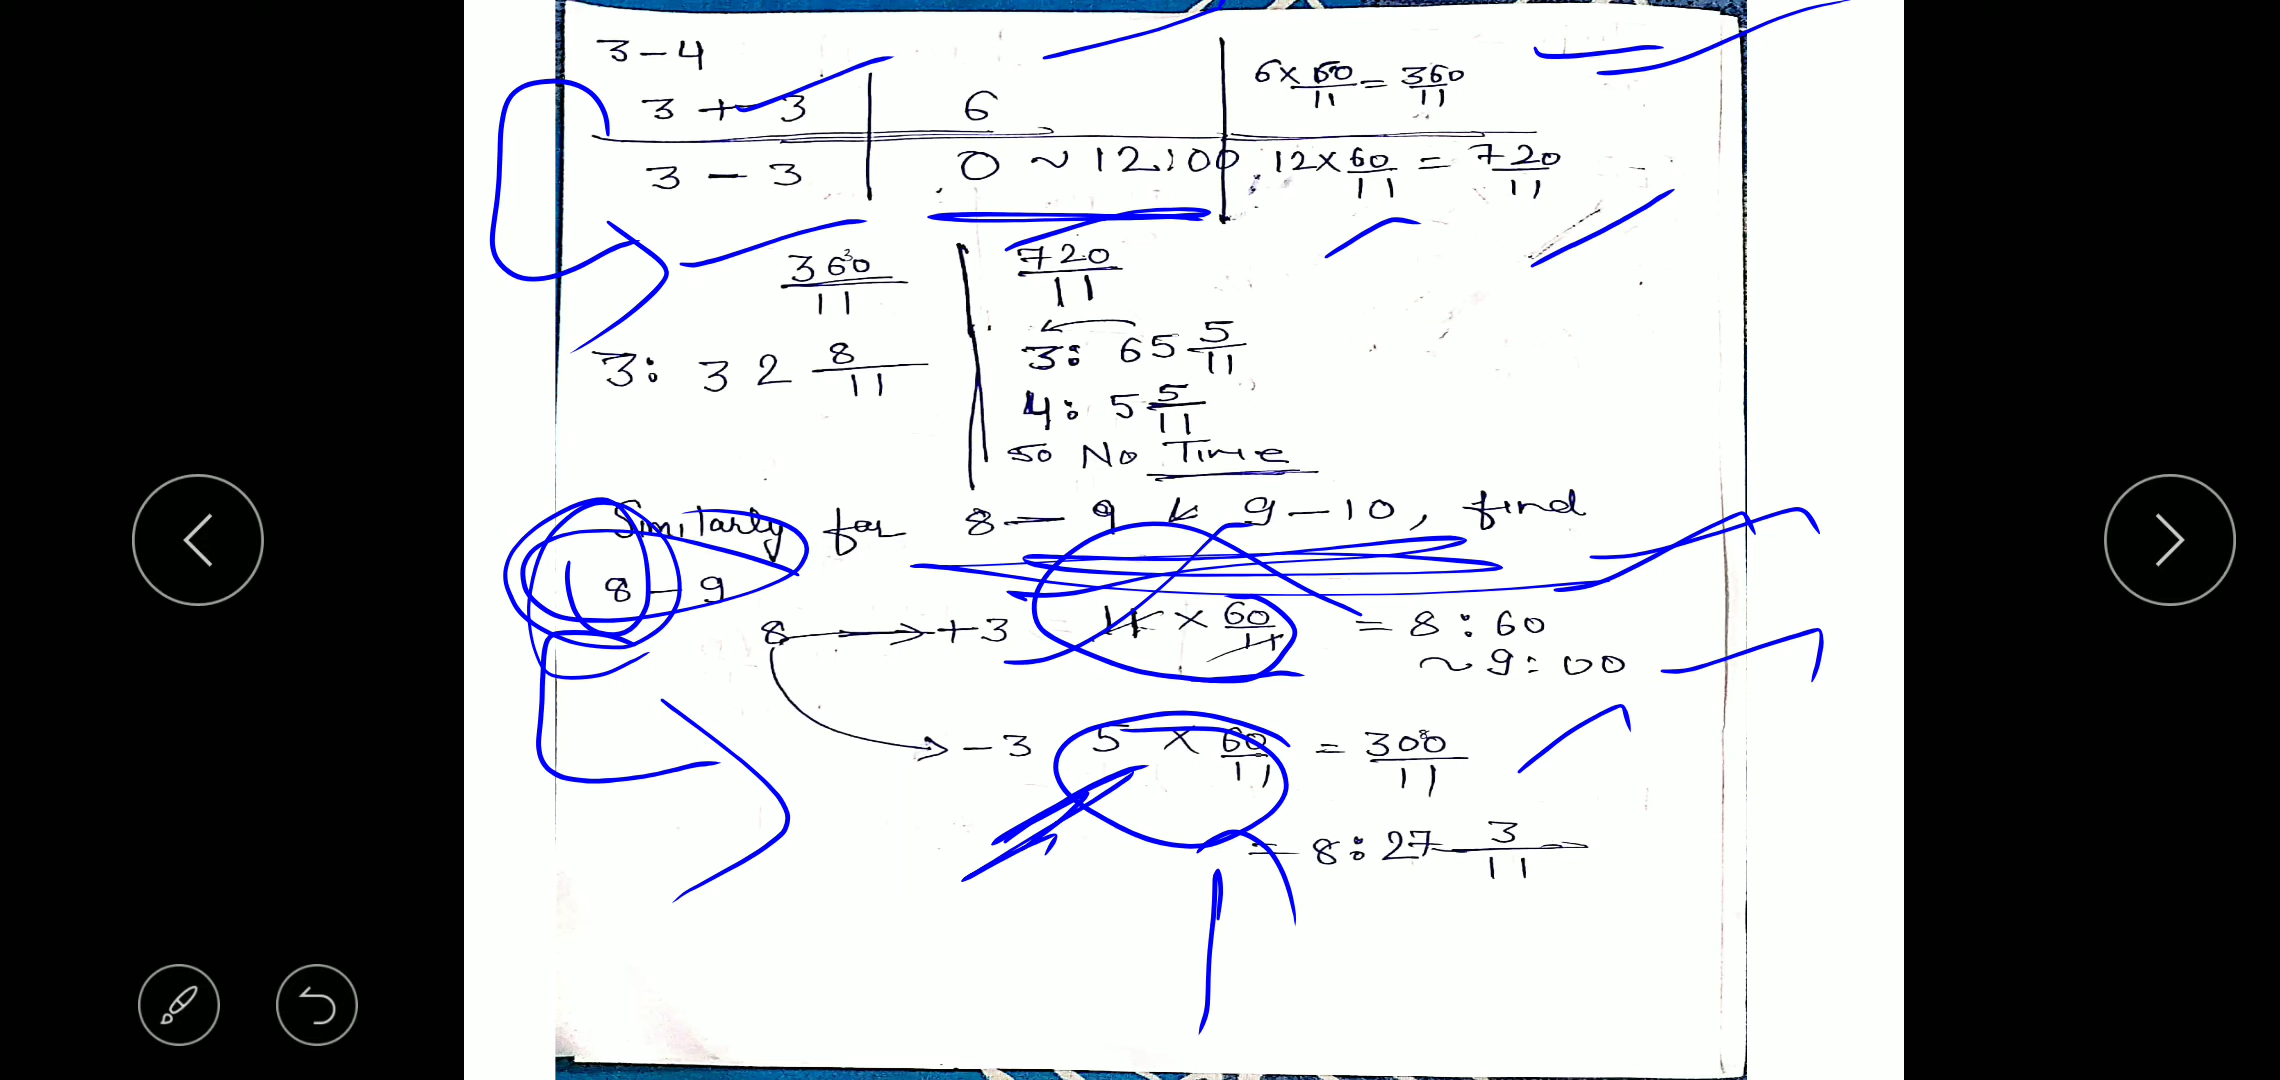 3-4
3 + 3 | 6 | 6 × 60/11 = 360/11
3 - 3 | 0 ~ 12:00 | 12 × 60/11 = 720/11
360/11 | 720/11
3: 32 8/11 | 3: 65 5/11
4: 5 5/11
so No Time
Similarly for 8-9 & 9-10, find
8-9
8 → +3 11 × 60/11 = 8:60
~ 9:00
→ -3 5 × 60/11 = 300/11
= 8:27 3/11